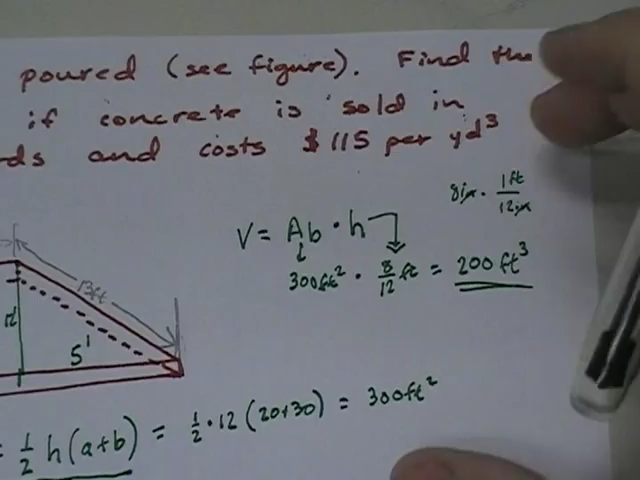 poured (see figure). Find the
if concrete is sold in
rds and costs $115 per yd³
8in · 1ft/12in
V = Ab · h
300ft² · 8/12 ft = 200ft³
13ft
12'
5'
= 1/2 h(a+b) = 1/2 · 12 (20+30) = 300ft²